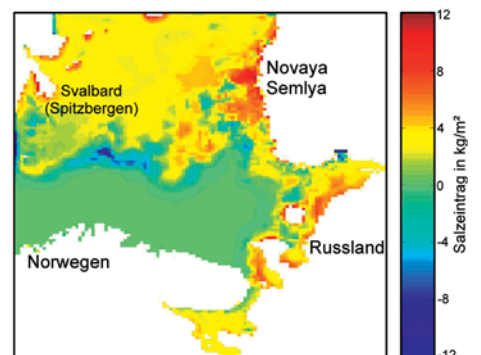 Svalbard
(Spitzbergen)
Novaya
Semlya
Norwegen
Russland
12
8
4
0
-4
-8
-12
Salzeintrag in kg/m²